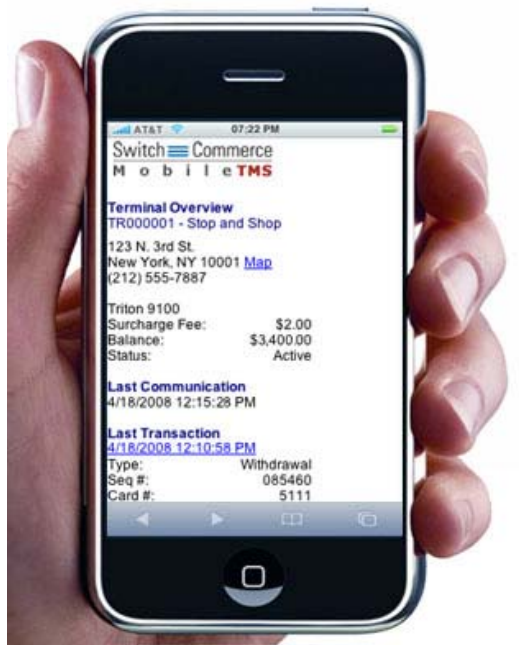 AT&T 07:22 PM
Switch Commerce
Mobile TMS
Terminal Overview
TR000001 - Stop and Shop
123 N. 3rd St.
New York, NY 10001 Map
(212) 555-7887
Triton 9100
Surcharge Fee: $2.00
Balance: $3,400.00
Status: Active
Last Communication
4/18/2008 12:15:28 PM
Last Transaction
4/18/2008 12:10:58 PM
Type: Withdrawal
Seq #: 085460
Card #: 5111